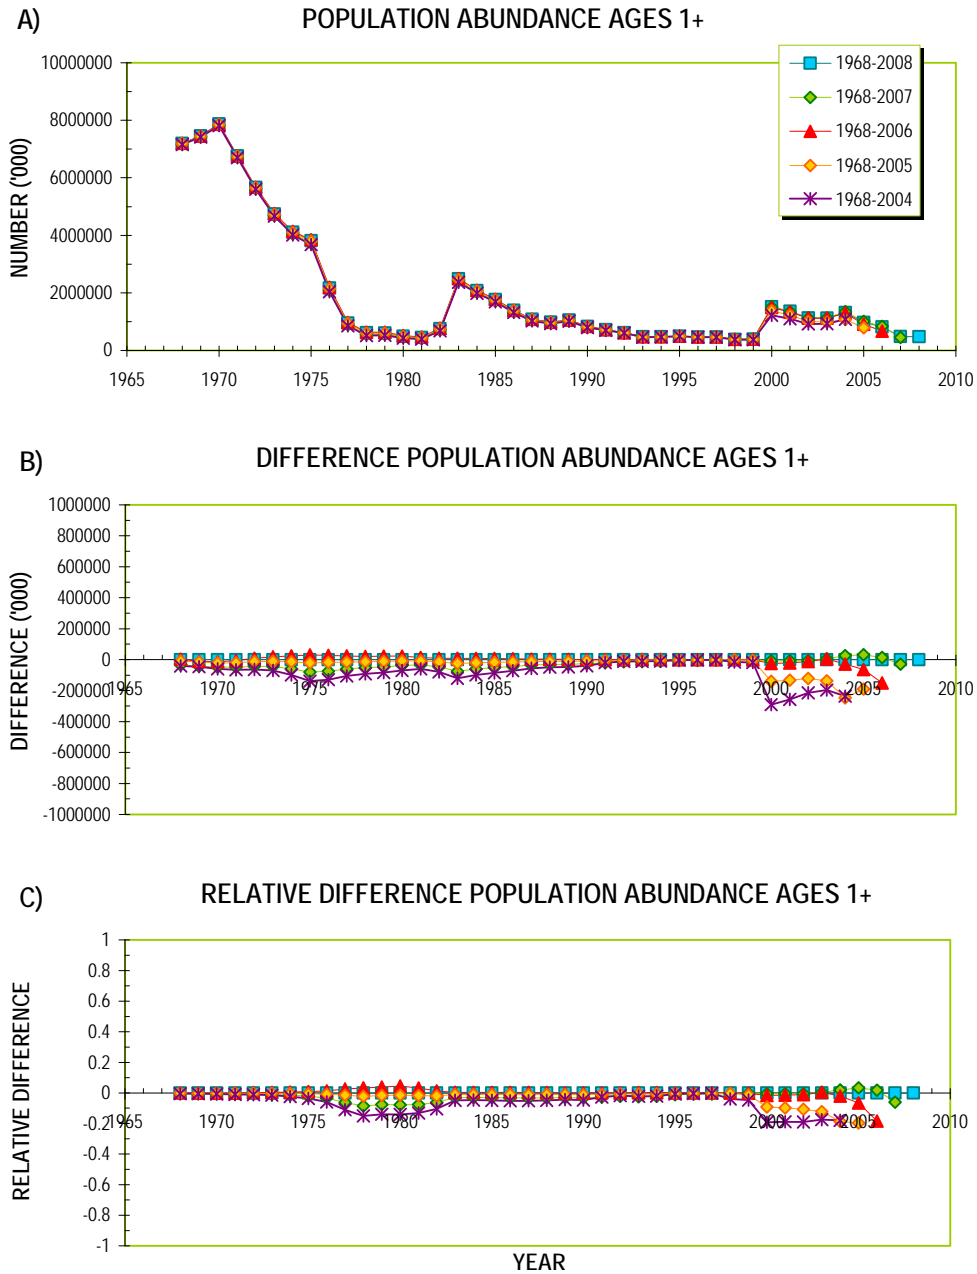 A)
POPULATION ABUNDANCE AGES 1+
NUMBER ('000)
10000000
8000000
6000000
4000000
2000000
0
1965 1970 1975 1980 1985 1990 1995 2000 2005 2010
1968-2008
1968-2007
1968-2006
1968-2005
1968-2004
B)
DIFFERENCE POPULATION ABUNDANCE AGES 1+
DIFFERENCE ('000)
1000000
800000
600000
400000
200000
0
-200000
-400000
-600000
-800000
-1000000
1965 1970 1975 1980 1985 1990 1995 2000 2005 2010
C)
RELATIVE DIFFERENCE POPULATION ABUNDANCE AGES 1+
RELATIVE DIFFERENCE
1
0.8
0.6
0.4
0.2
0
-0.2
-0.4
-0.6
-0.8
-1
1965 1970 1975 1980 1985 1990 1995 2000 2005 2010
YEAR